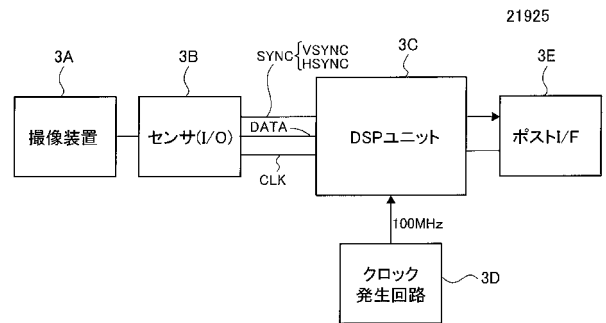 21925
3A
3B
SYNC { VSYNC
HSYNC
3C
3E
撮像装置
センサ(I/O)
DATA
CLK
DSPユニット
ポストI/F
100MHz
クロック
発生回路
3D